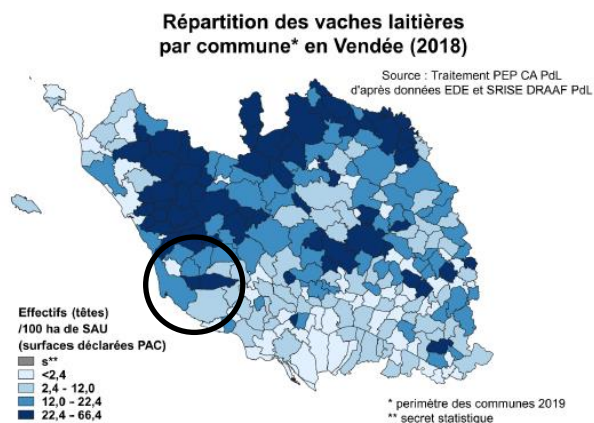 Répartition des vaches laitières
par commune* en Vendée (2018)
Source : Traitement PEP CA PdL
d'après données EDE et SRISE DRAAF PdL
Effectifs (têtes)
/100 ha de SAU
(surfaces déclarées PAC)
s**
<2,4
2,4 - 12,0
12,0 - 22,4
22,4 - 66,4
* perimètre des communes 2019
** secret statistique